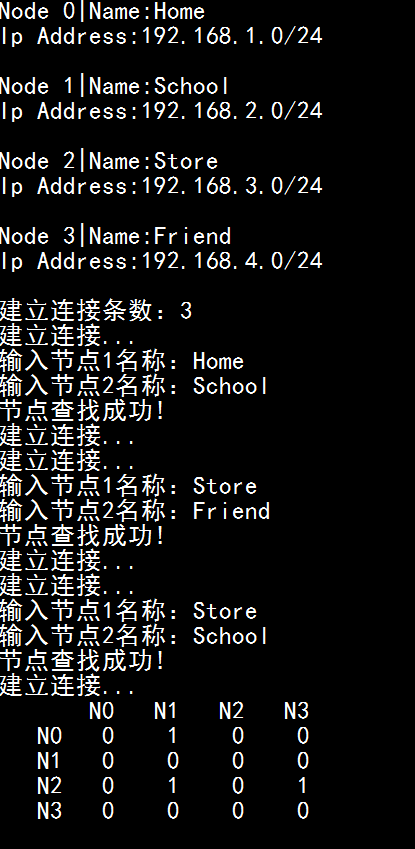 Node 0|Name:Home
Ip Address:192.168.1.0/24
Node 1|Name:School
Ip Address:192.168.2.0/24
Node 2|Name:Store
Ip Address:192.168.3.0/24
Node 3|Name:Friend
Ip Address:192.168.4.0/24
建立连接条数：3
建立连接...
输入节点1名称：Home
输入节点2名称：School
节点查找成功!
建立连接...
建立连接...
输入节点1名称：Store
输入节点2名称：Friend
节点查找成功!
建立连接...
建立连接...
输入节点1名称：Store
输入节点2名称：School
节点查找成功!
建立连接...
N0 N1 N2 N3
N0 0 1 0 0
N1 0 0 0 0
N2 0 1 0 1
N3 0 0 0 0